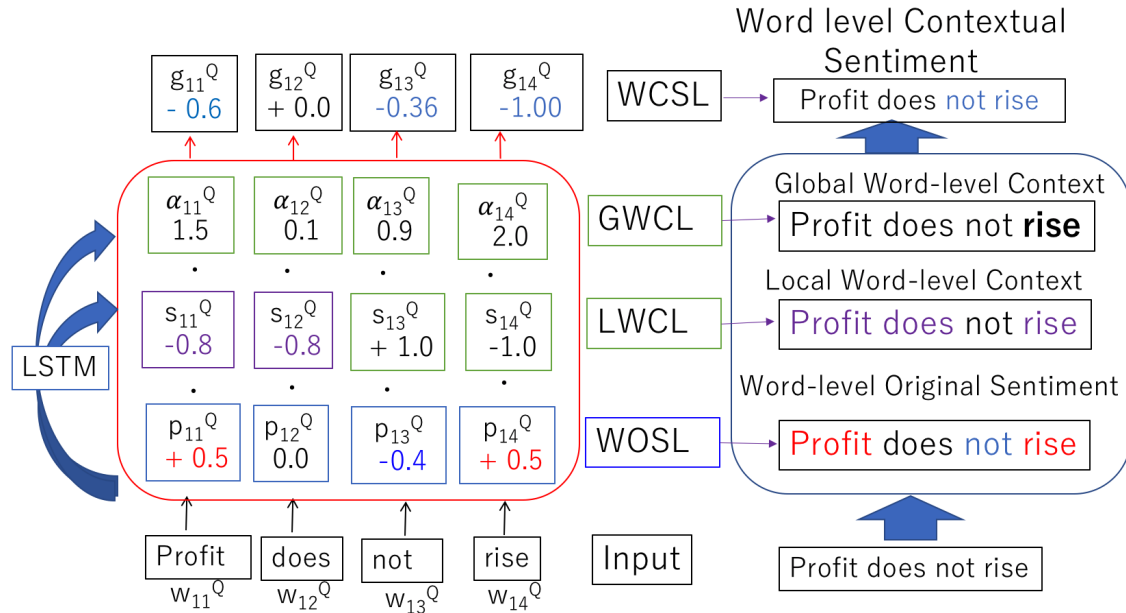 Word level Contextual
Sentiment
g₁₁Q g₁₂Q g₁₃Q g₁₄Q
- 0.6 + 0.0 -0.36 -1.00
WCSL
Profit does not rise
α₁₁Q α₁₂Q α₁₃Q α₁₄Q
1.5 0.1 0.9 2.0
GWCL
Global Word-level Context
Profit does not rise
s₁₁Q s₁₂Q s₁₃Q s₁₄Q
-0.8 -0.8 + 1.0 -1.0
LWCL
Local Word-level Context
Profit does not rise
LSTM
p₁₁Q p₁₂Q p₁₃Q p₁₄Q
+ 0.5 0.0 -0.4 + 0.5
WOSL
Word-level Original Sentiment
Profit does not rise
Profit does not rise
w₁₁Q w₁₂Q w₁₃Q w₁₄Q
Input
Profit does not rise